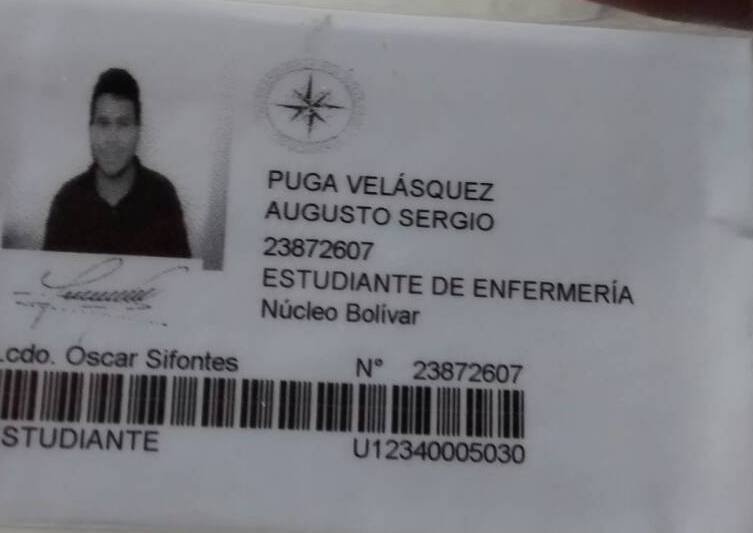 PUGA VELÁSQUEZ
AUGUSTO SERGIO
23872607
ESTUDIANTE DE ENFERMERÍA
Núcleo Bolívar
.cdo. Óscar Sifontes N° 23872607
STUDIANTE U12340005030